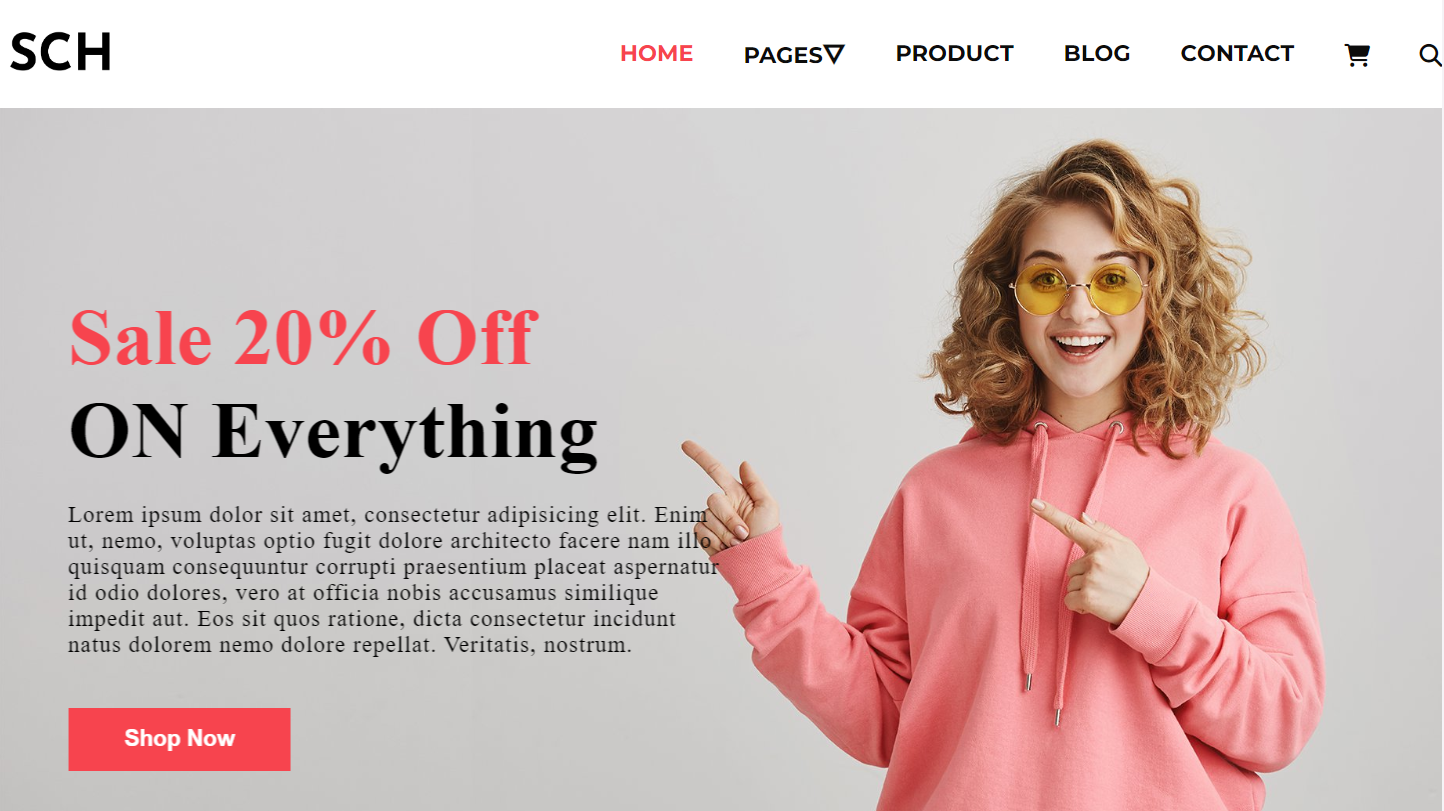 SCH
HOME PAGES PRODUCT BLOG CONTACT
Sale 20% Off
ON Everything
Lorem ipsum dolor sit amet, consectetur adipisicing elit. Enim
ut, nemo, voluptas optio fugit dolore architecto facere nam illo
quisquam consequuntur corrupti praesentium placeat aspernatur
id odio dolores, vero at officia nobis accusamus similique
impedit aut. Eos sit quos ratione, dicta consectetur incidunt
natus dolorem nemo dolore repellat. Veritatis, nostrum.
Shop Now